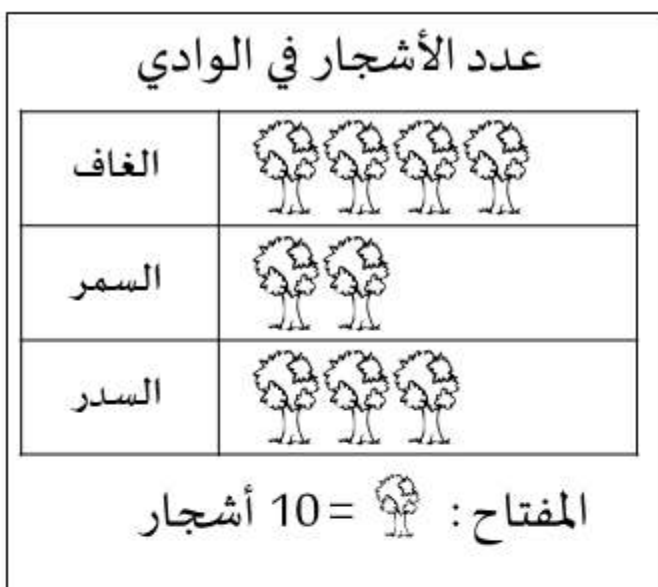 عدد الأشجار في الوادي
الغاف
السمر
السدر
المفتاح: = 10 أشجار